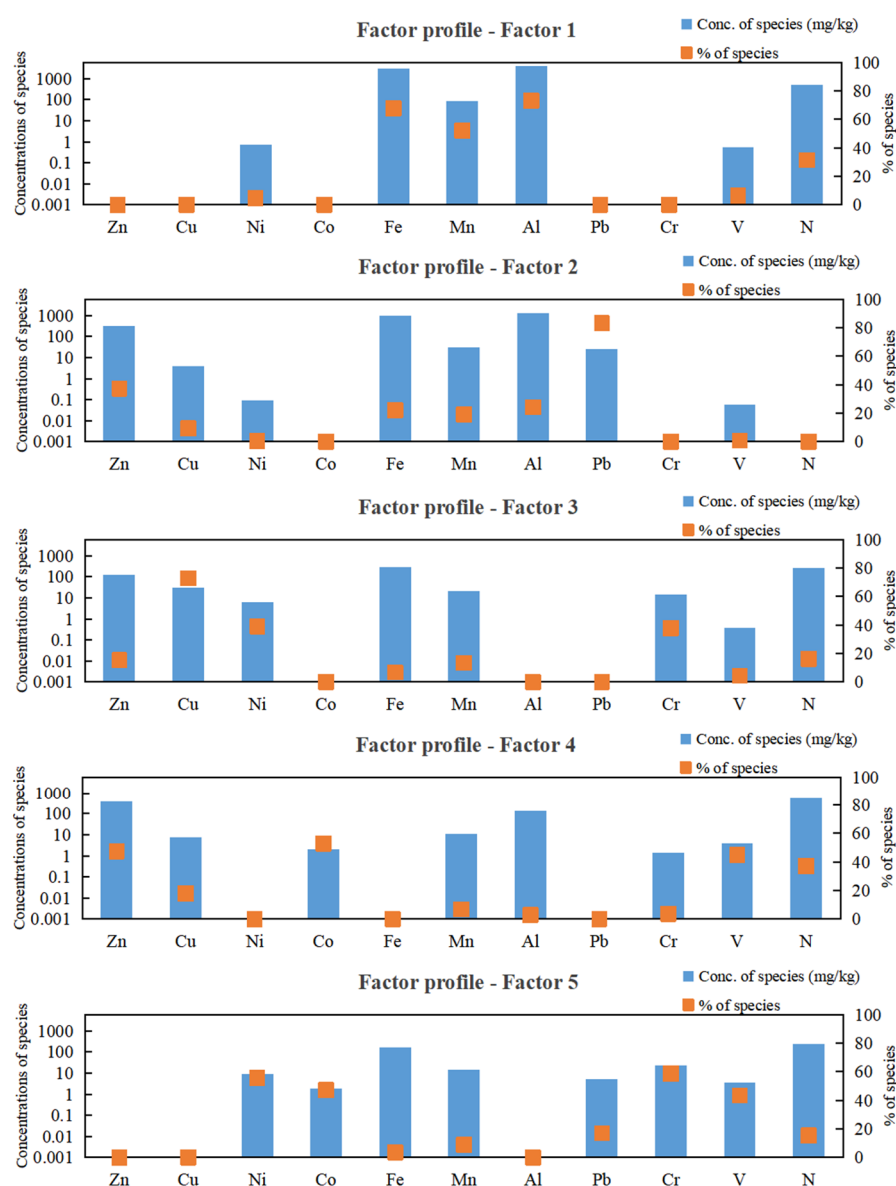 Factor profile - Factor 1
Conc. of species (mg/kg)
% of species
Concentrations of species
1000
100
10
1
0.1
0.01
0.001
100
80
60
40
20
0
% of species
Zn Cu Ni Co Fe Mn Al Pb Cr V N
Factor profile - Factor 2
Conc. of species (mg/kg)
% of species
Concentrations of species
1000
100
10
1
0.1
0.01
0.001
100
80
60
40
20
0
% of species
Zn Cu Ni Co Fe Mn Al Pb Cr V N
Factor profile - Factor 3
Conc. of species (mg/kg)
% of species
Concentrations of species
1000
100
10
1
0.1
0.01
0.001
100
80
60
40
20
0
% of species
Zn Cu Ni Co Fe Mn Al Pb Cr V N
Factor profile - Factor 4
Conc. of species (mg/kg)
% of species
Concentrations of species
1000
100
10
1
0.1
0.01
0.001
100
80
60
40
20
0
% of species
Zn Cu Ni Co Fe Mn Al Pb Cr V N
Factor profile - Factor 5
Conc. of species (mg/kg)
% of species
Concentrations of species
1000
100
10
1
0.1
0.01
0.001
100
80
60
40
20
0
% of species
Zn Cu Ni Co Fe Mn Al Pb Cr V N